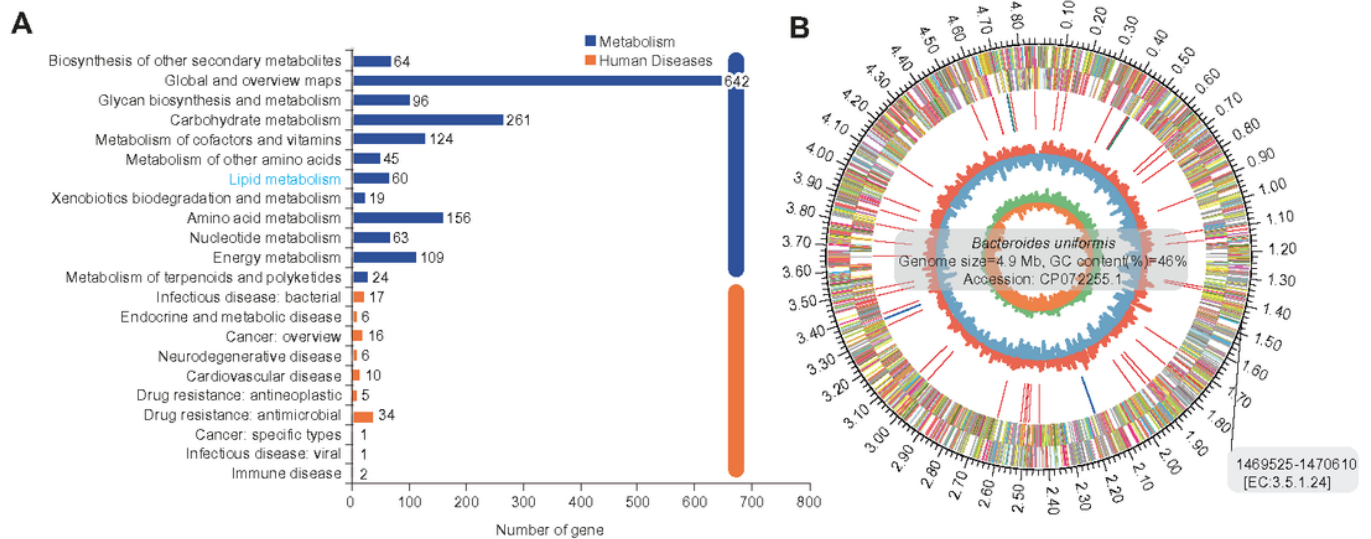 A
Metabolism
Human Diseases
Biosynthesis of other secondary metabolites 64
Global and overview maps 642
Glycan biosynthesis and metabolism 96
Carbohydrate metabolism 261
Metabolism of cofactors and vitamins 124
Metabolism of other amino acids 45
Lipid metabolism 60
Xenobiotics biodegradation and metabolism 19
Amino acid metabolism 156
Nucleotide metabolism 63
Energy metabolism 109
Metabolism of terpenoids and polyketides 24
Infectious disease: bacterial 17
Endocrine and metabolic disease 6
Cancer: overview 16
Neurodegenerative disease 6
Cardiovascular disease 10
Drug resistance: antineoplastic 5
Drug resistance: antimicrobial 34
Cancer: specific types 1
Infectious disease: viral 1
Immune disease 2
0 100 200 300 400 500 600 700 800
Number of gene
B
0.10
0.20
0.30
0.40
0.50
0.60
0.70
0.80
0.90
1.00
1.10
1.20
1.30
1.40
1.50
1.60
1.70
1.80
1.90
2.00
2.10
2.20
2.30
2.40
2.50
2.60
2.70
2.80
2.90
3.00
3.10
3.20
3.30
3.40
3.50
3.60
3.70
3.80
3.90
4.00
4.10
4.20
4.30
4.40
4.50
4.60
4.70
4.80
Bacteroides uniformis
Genome size=4.9 Mb, GC content(%)=46%
Accession: CP072255.1
1469525-1470610
[EC:3.5.1.24]